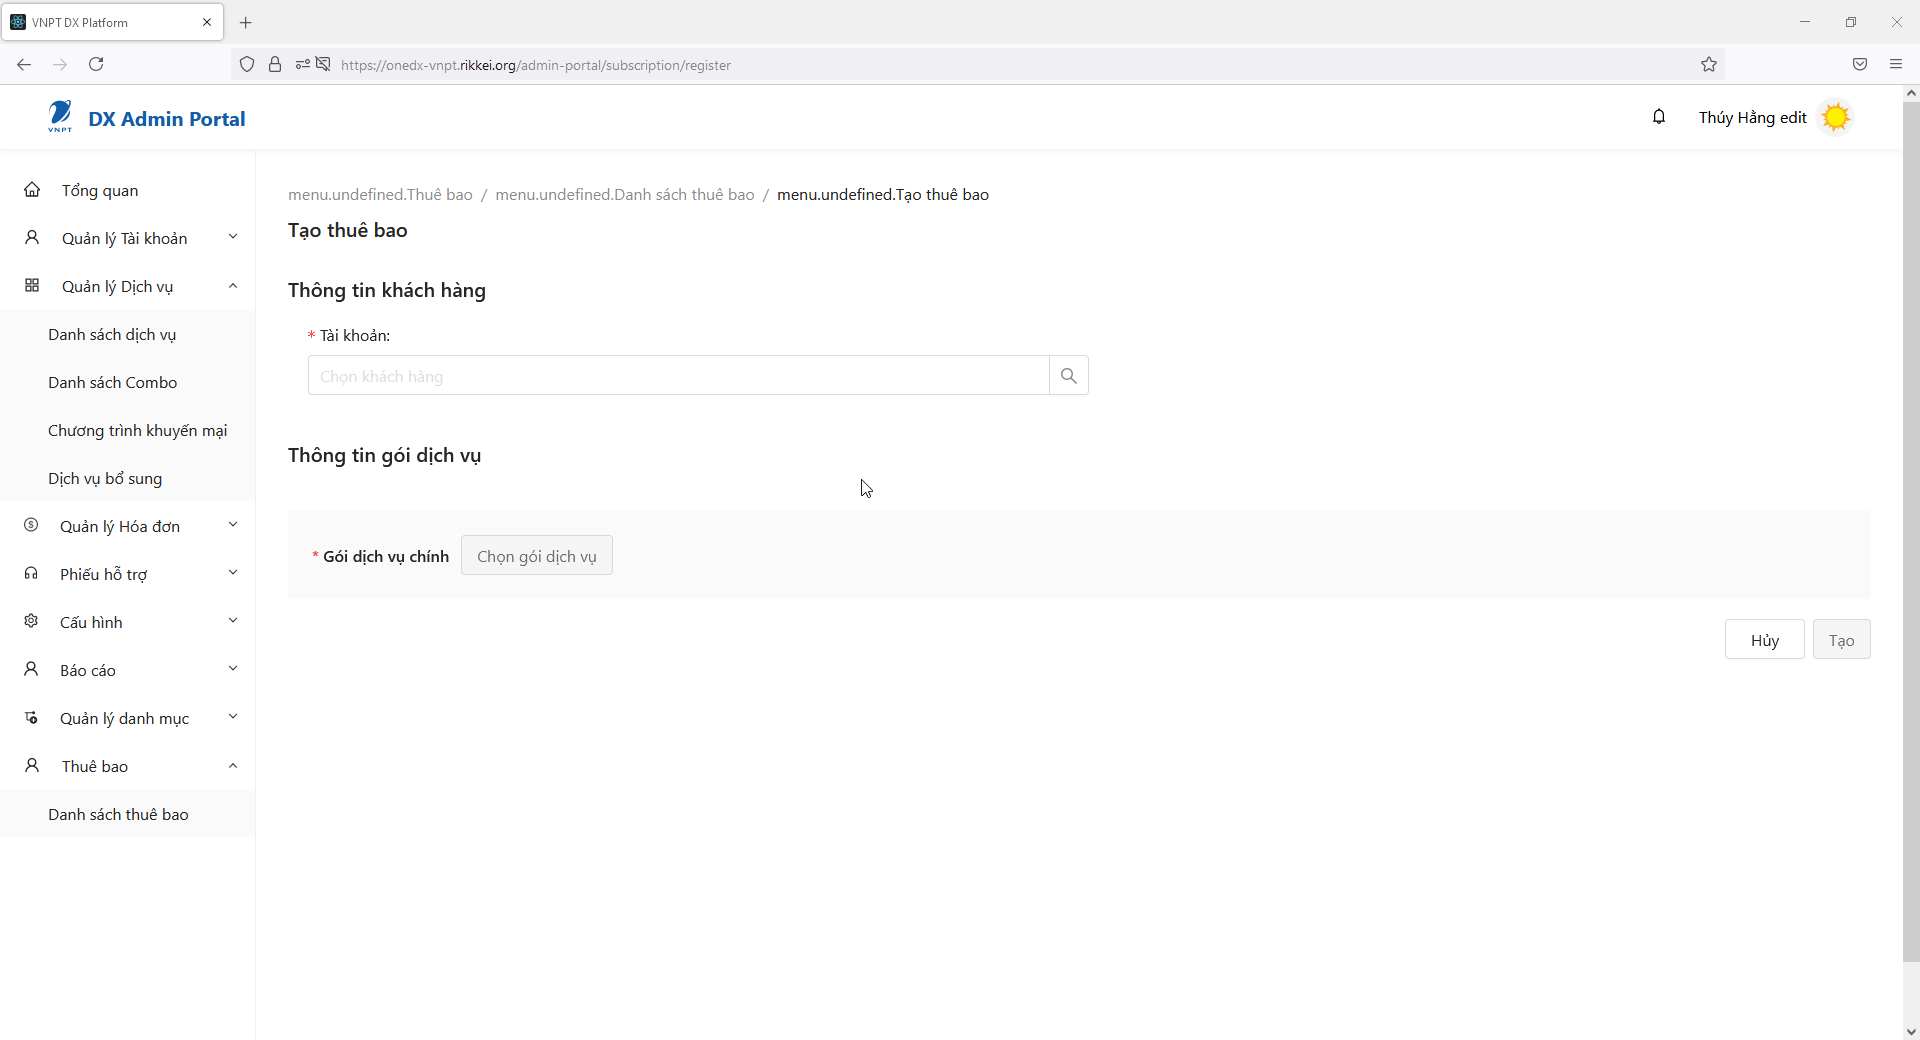 VNPT DX Platform
https://onedx-vnpt.rikkei.org/admin-portal/subscription/register
VNPT
DX Admin Portal
Thúy Hằng edit
Tổng quan
Quản lý Tài khoản
Quản lý Dịch vụ
Danh sách dịch vụ
Danh sách Combo
Chương trình khuyến mại
Dịch vụ bổ sung
Quản lý Hóa đơn
Phiếu hỗ trợ
Cấu hình
Báo cáo
Quản lý danh mục
Thuê bao
Danh sách thuê bao
menu.undefined.Thuê bao / menu.undefined.Danh sách thuê bao / menu.undefined.Tạo thuê bao
Tạo thuê bao
Thông tin khách hàng
* Tài khoản:
Chọn khách hàng
Thông tin gói dịch vụ
* Gói dịch vụ chính
Chọn gói dịch vụ
Hủy
Tạo